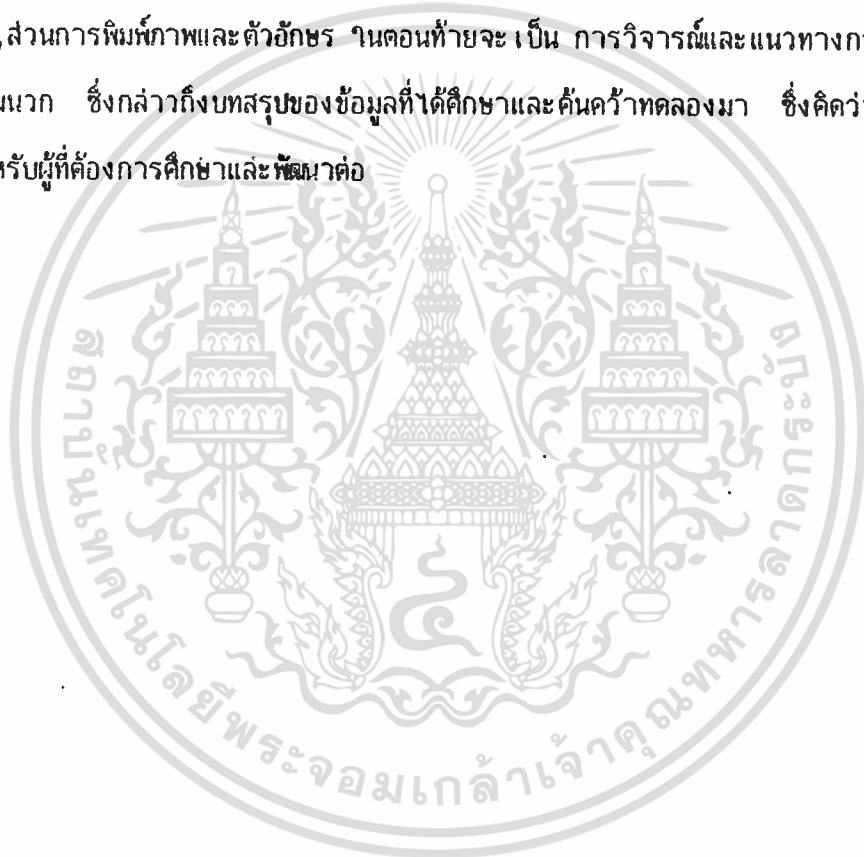 ,ส่วนการพิมพ์ภาพและตัวอักษร ในตอนท้ายจะเป็น การวิจารณ์และแนวทางก
นวก ซึ่งกล่าวถึงบทสรุปของข้อมูลที่ได้ศึกษาและค้นคว้าทดลองมา ซึ่งคิดว
หรับผู้ที่ต้องการศึกษาและพัฒนาต่อ
สถาบันเทคโนโลยีพระจอมเกล้าเจ้าคุณทหารลาดกระบัง
๔